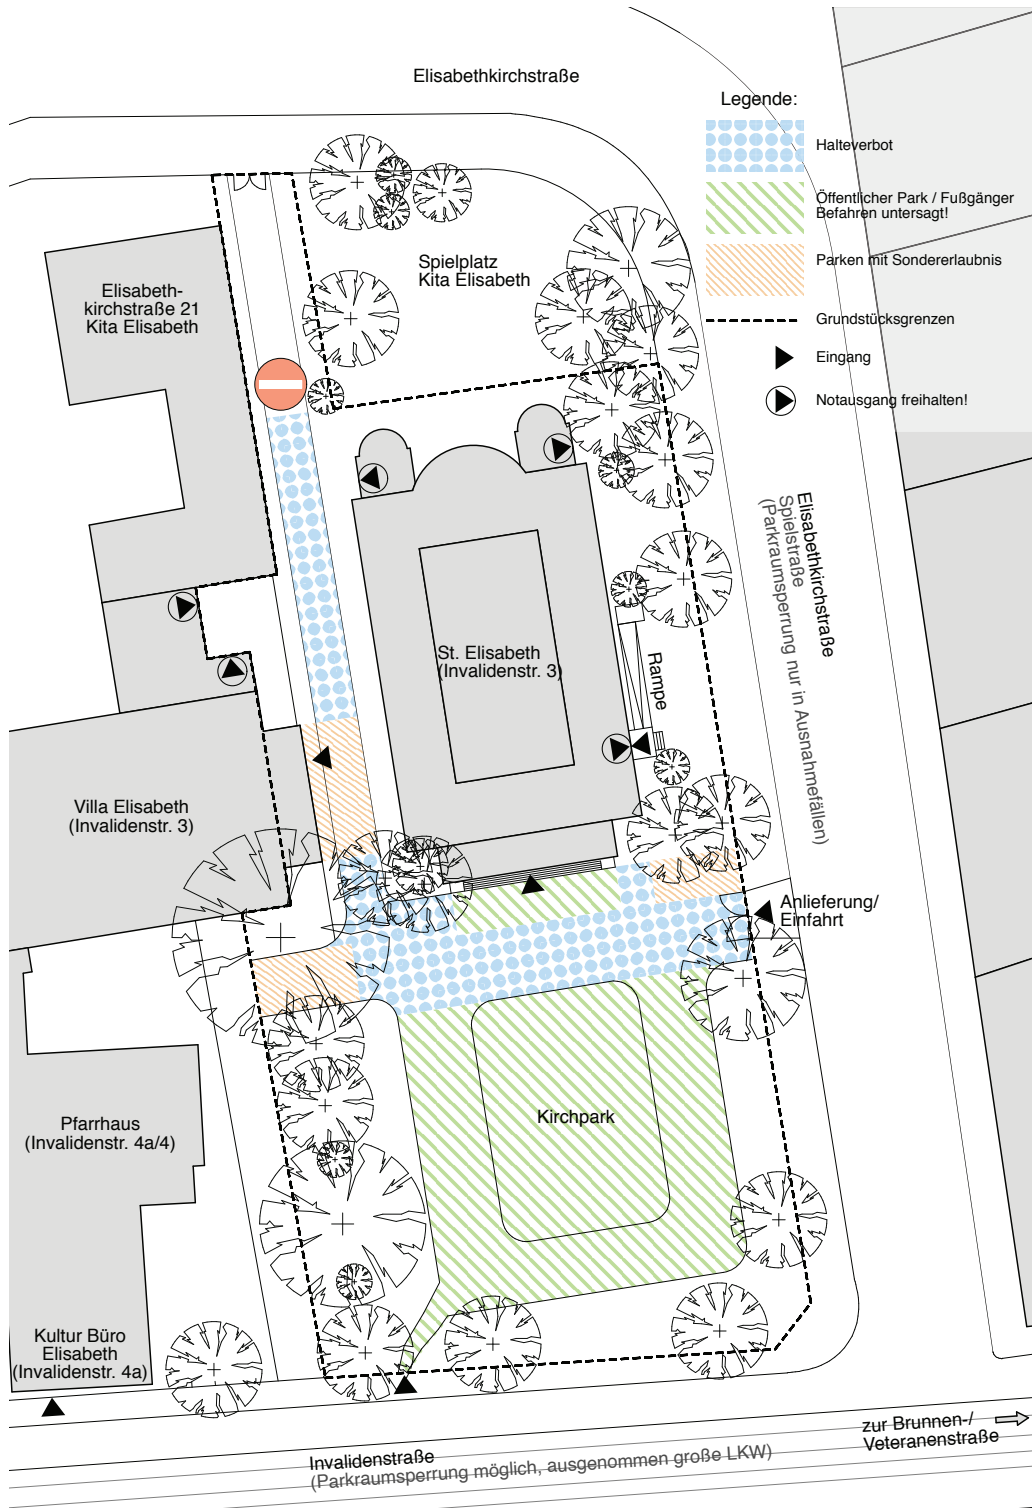 Elisabethkirchstraße
Legende:
Halteverbot
Öffentlicher Park / Fußgänger
Befahren untersagt!
Parken mit Sondererlaubnis
Grundstücksgrenzen
Eingang
Notausgang freihalten!
Spielplatz
Kita Elisabeth
Elisabeth-
kirchstraße 21
Kita Elisabeth
Elisabethkirchstraße
Spielstraße
(Parkraumsperrung nur in Ausnahmefällen)
St. Elisabeth
(Invalidenstr. 3)
Rampe
Villa Elisabeth
(Invalidenstr. 3)
Anlieferung/
Einfahrt
Kirchpark
Pfarrhaus
(Invalidenstr. 4a/4)
Kultur Büro
Elisabeth
(Invalidenstr. 4a)
zur Brunnen-/
Veteranenstraße
Invalidenstraße
(Parkraumsperrung möglich, ausgenommen große LKW)